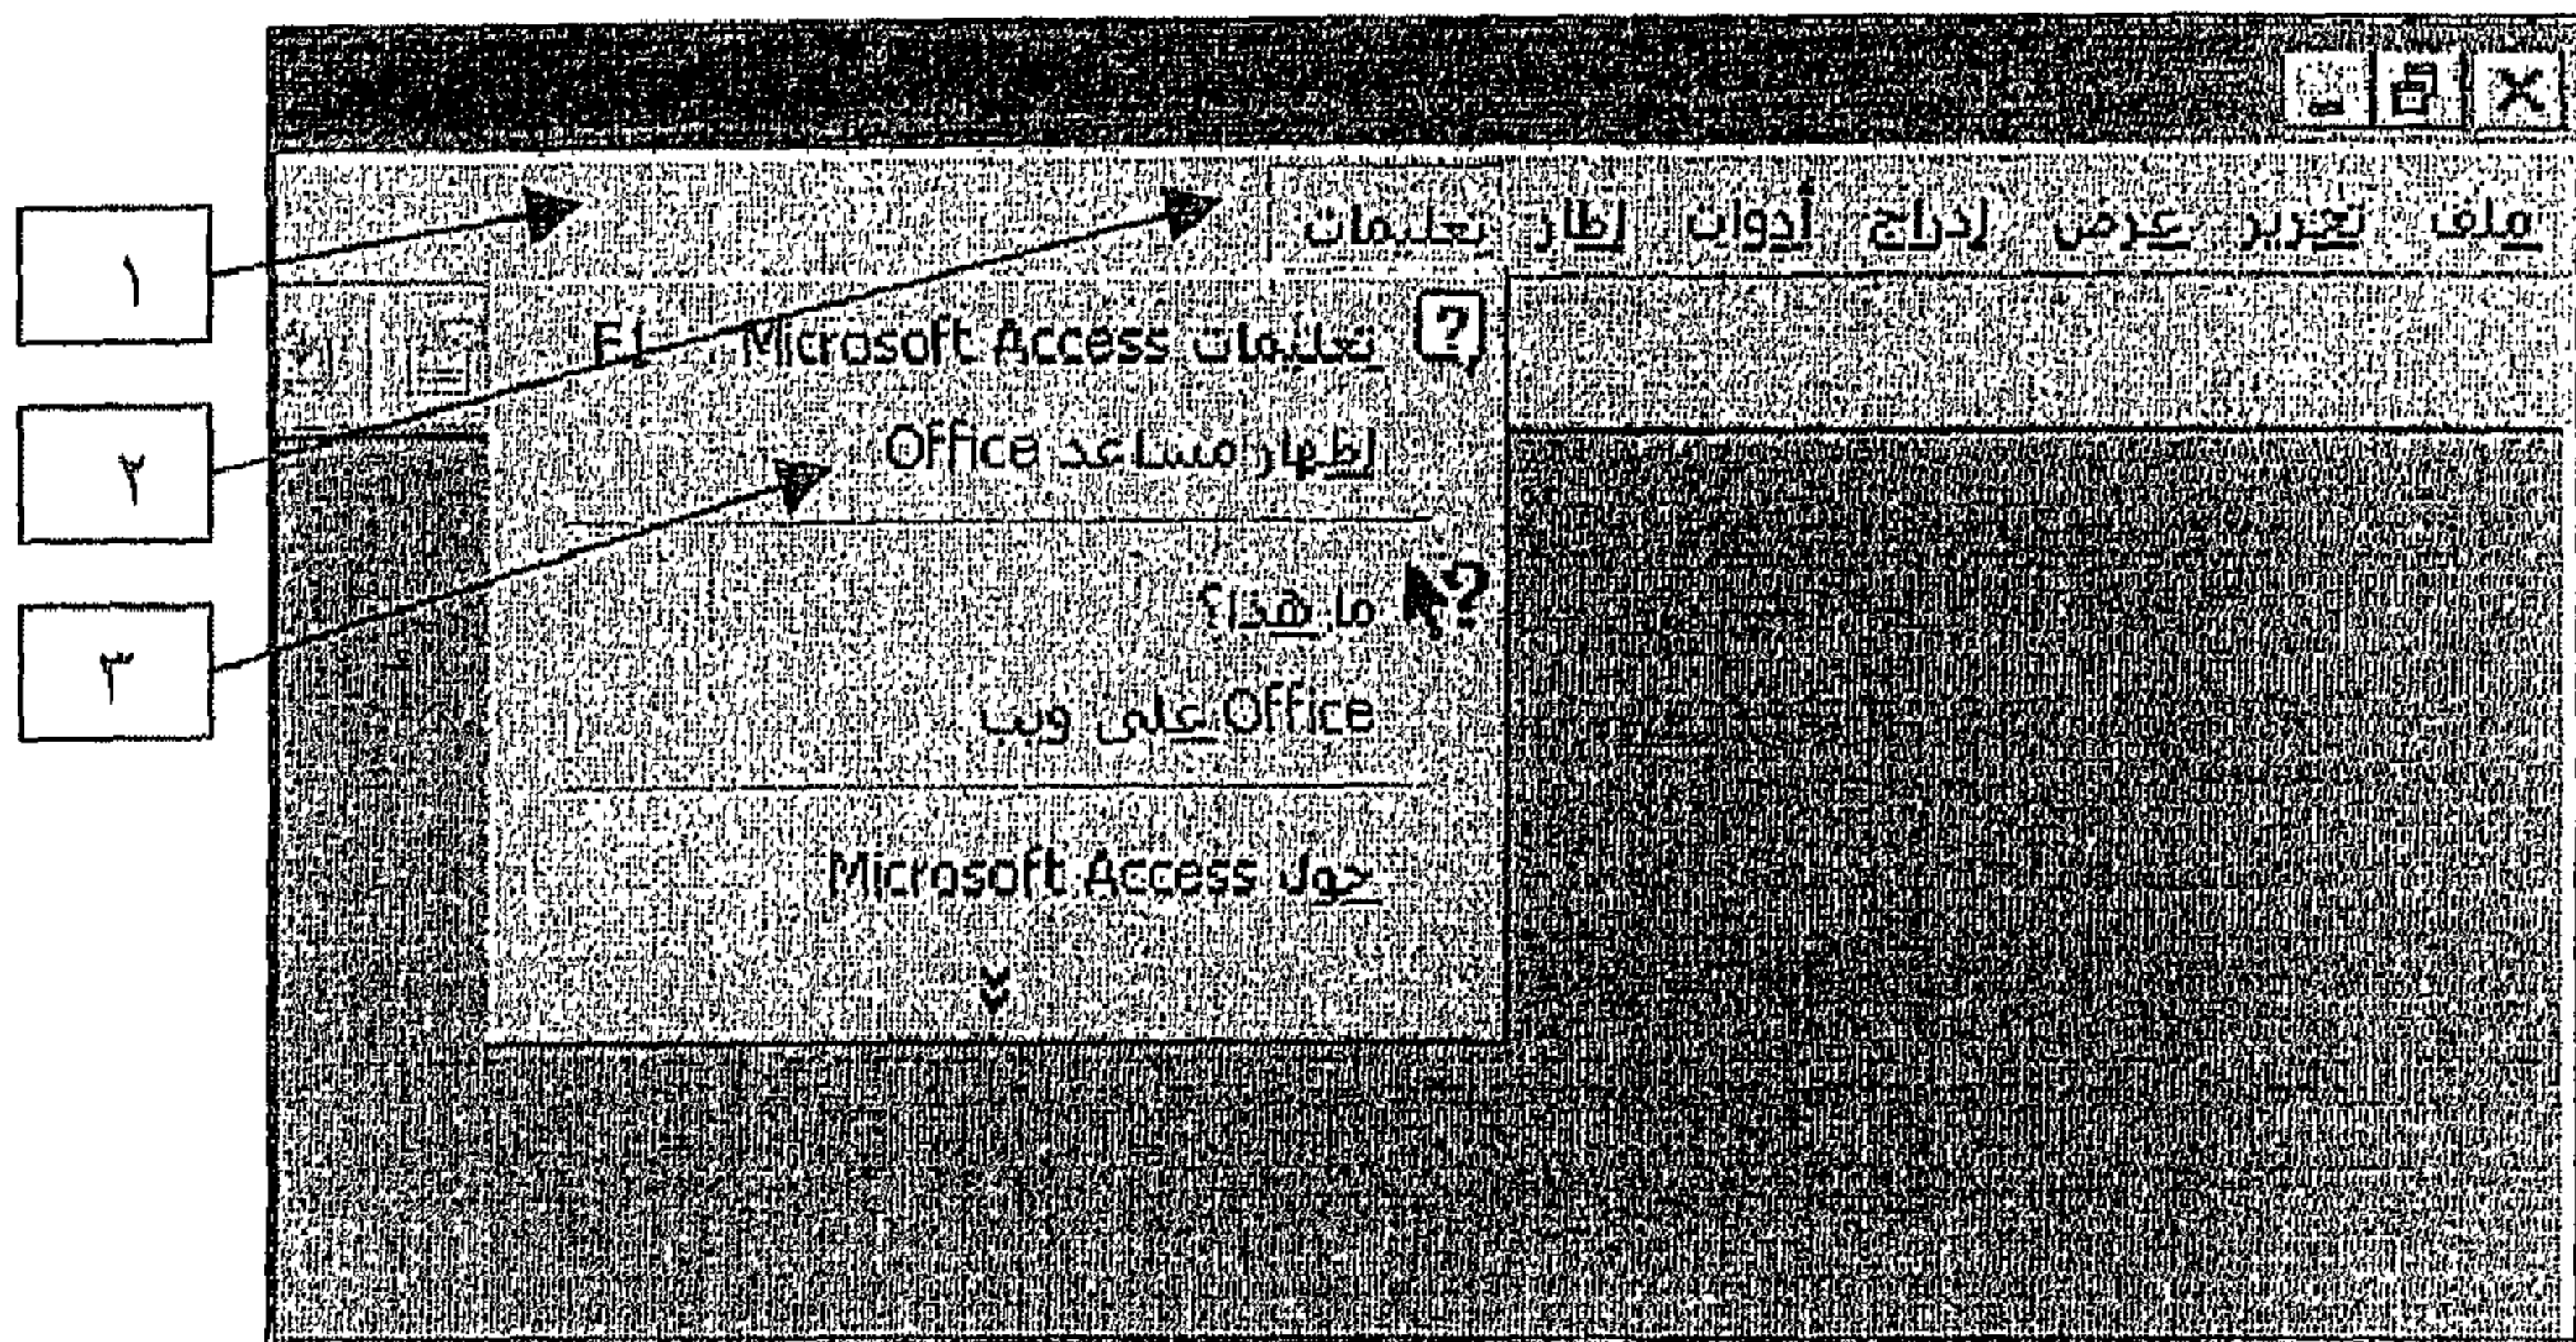 ملف تحرير عرض إدراج أدوات إطار تعليمات
١
تعليمات Microsoft Access F1
٢
إظهار مساعد Office
ما هذا؟
٣
Office على ويب
حول Microsoft Access